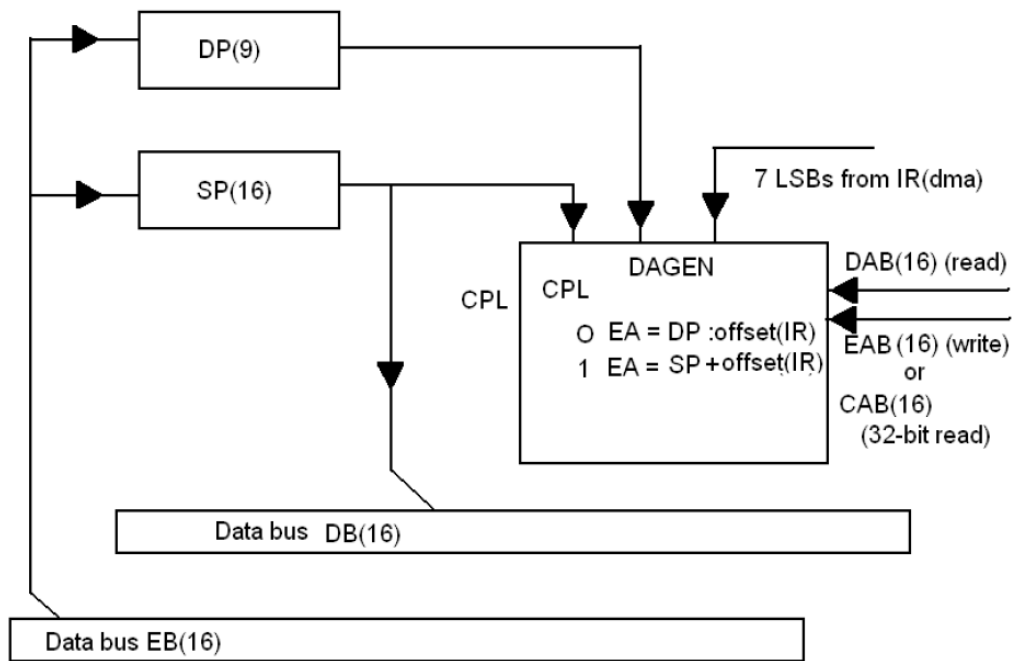 DP(9)
SP(16)
7 LSBs from IR(dma)
DAGEN
CPL
CPL
0 EA = DP :offset(IR)
1 EA = SP +offset(IR)
DAB(16) (read)
EAB (16) (write)
or
CAB(16)
(32-bit read)
Data bus DB(16)
Data bus EB(16)